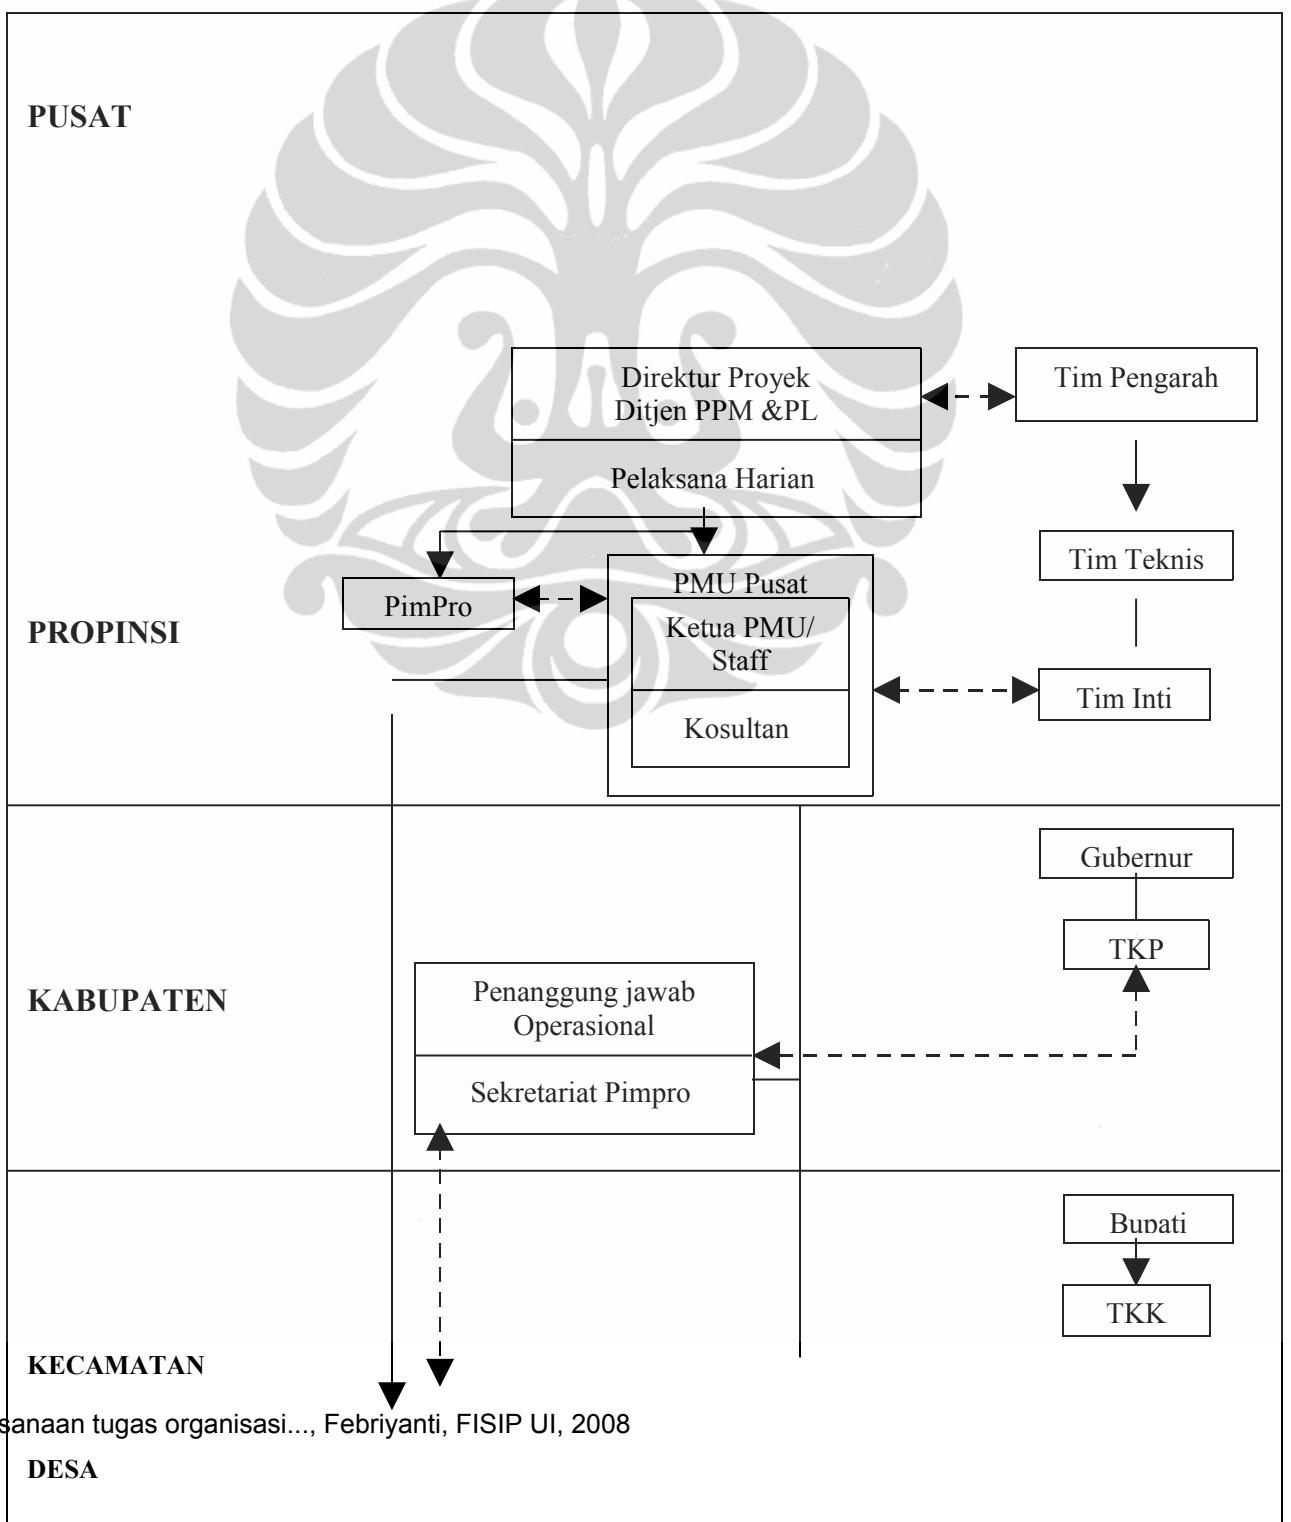 PUSAT
Direktur Proyek
Ditjen PPM &PL
Tim Pengarah
Pelaksana Harian
Tim Teknis
PimPro
PMU Pusat
PROPINSI
Ketua PMU/
Staff
Tim Inti
Kosultan
Gubernur
TKP
KABUPATEN
Penanggung jawab
Operasional
Sekretariat Pimpro
Bupati
TKK
KECAMATAN
sanaan tugas organisasi..., Febriyanti, FISIP UI, 2008
DESA